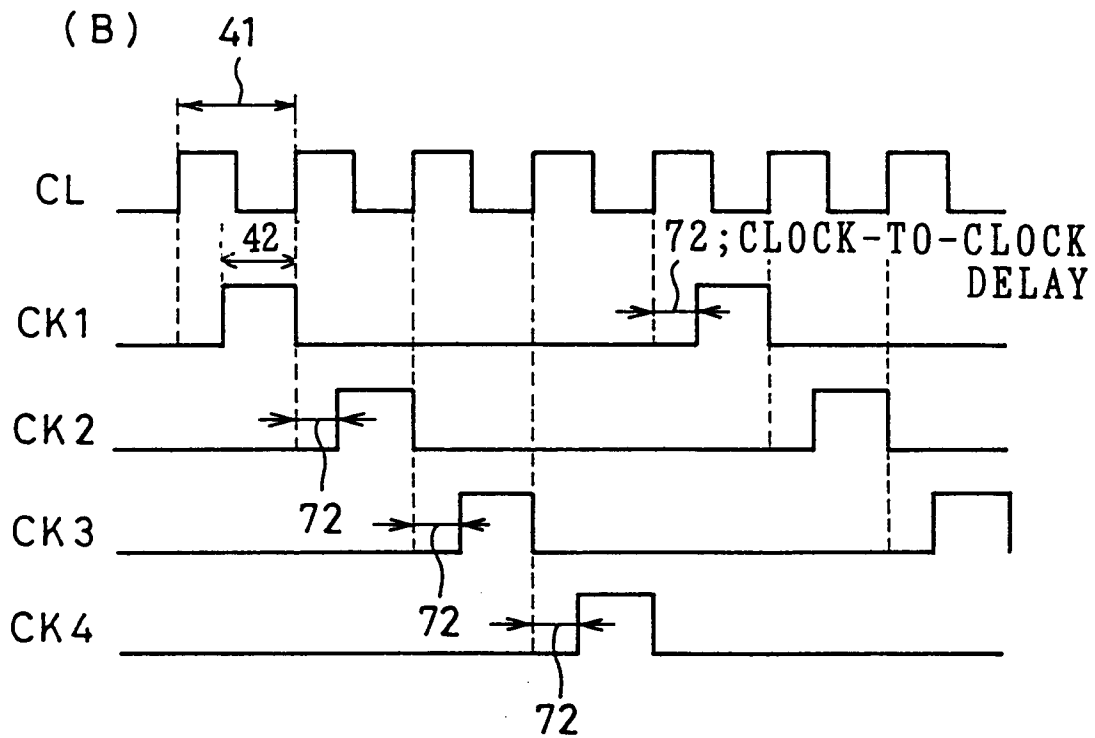 (B)
41
CL
42
72;CLOCK-TO-CLOCK
DELAY
CK1
CK2
72
CK3
72
CK4
72